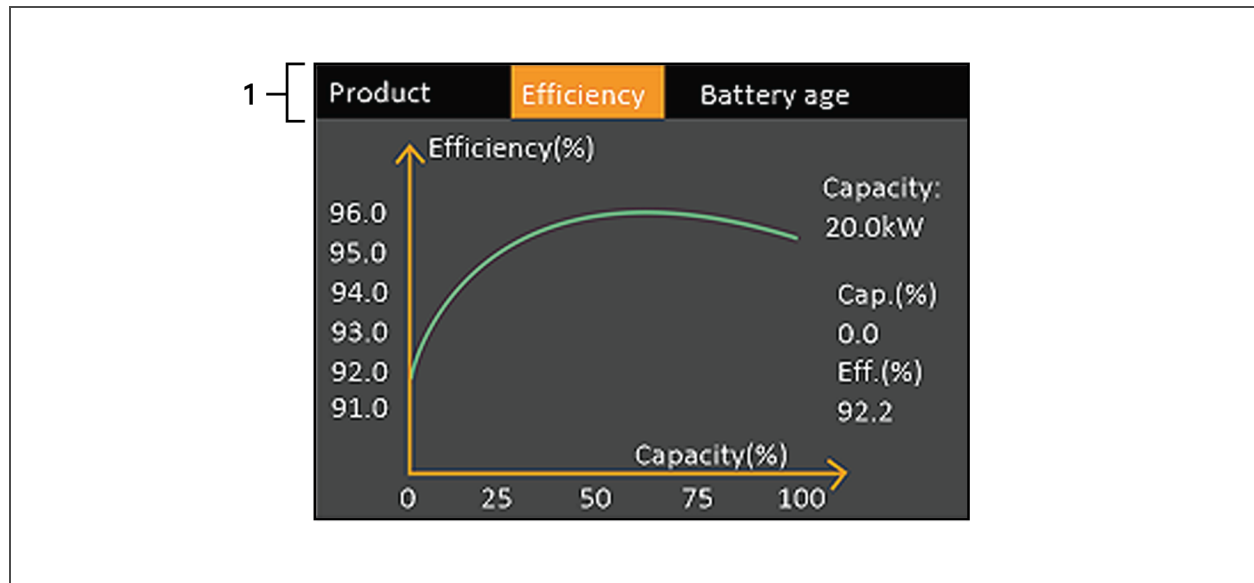 1
Product Efficiency Battery age
Efficiency(%)
Capacity:
20.0kW
96.0
95.0
94.0
93.0
92.0
91.0
Cap.(%)
0.0
Eff.(%)
92.2
Capacity(%)
0 25 50 75 100